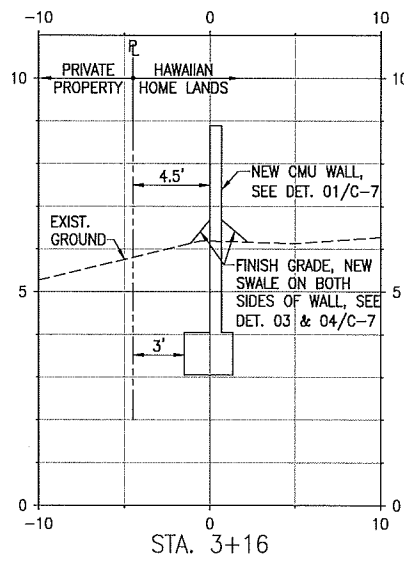 -10 0 10
PL
10 10
PRIVATE HAWAIIAN
PROPERTY HOME LANDS
4.5'
NEW CMU WALL,
SEE DET. 01/C-7
EXIST.
GROUND
FINISH GRADE, NEW
SWALE ON BOTH
SIDES OF WALL, SEE
DET. 03 & 04/C-7
5 5
3'
0 0
-10 0 10
STA. 3+16